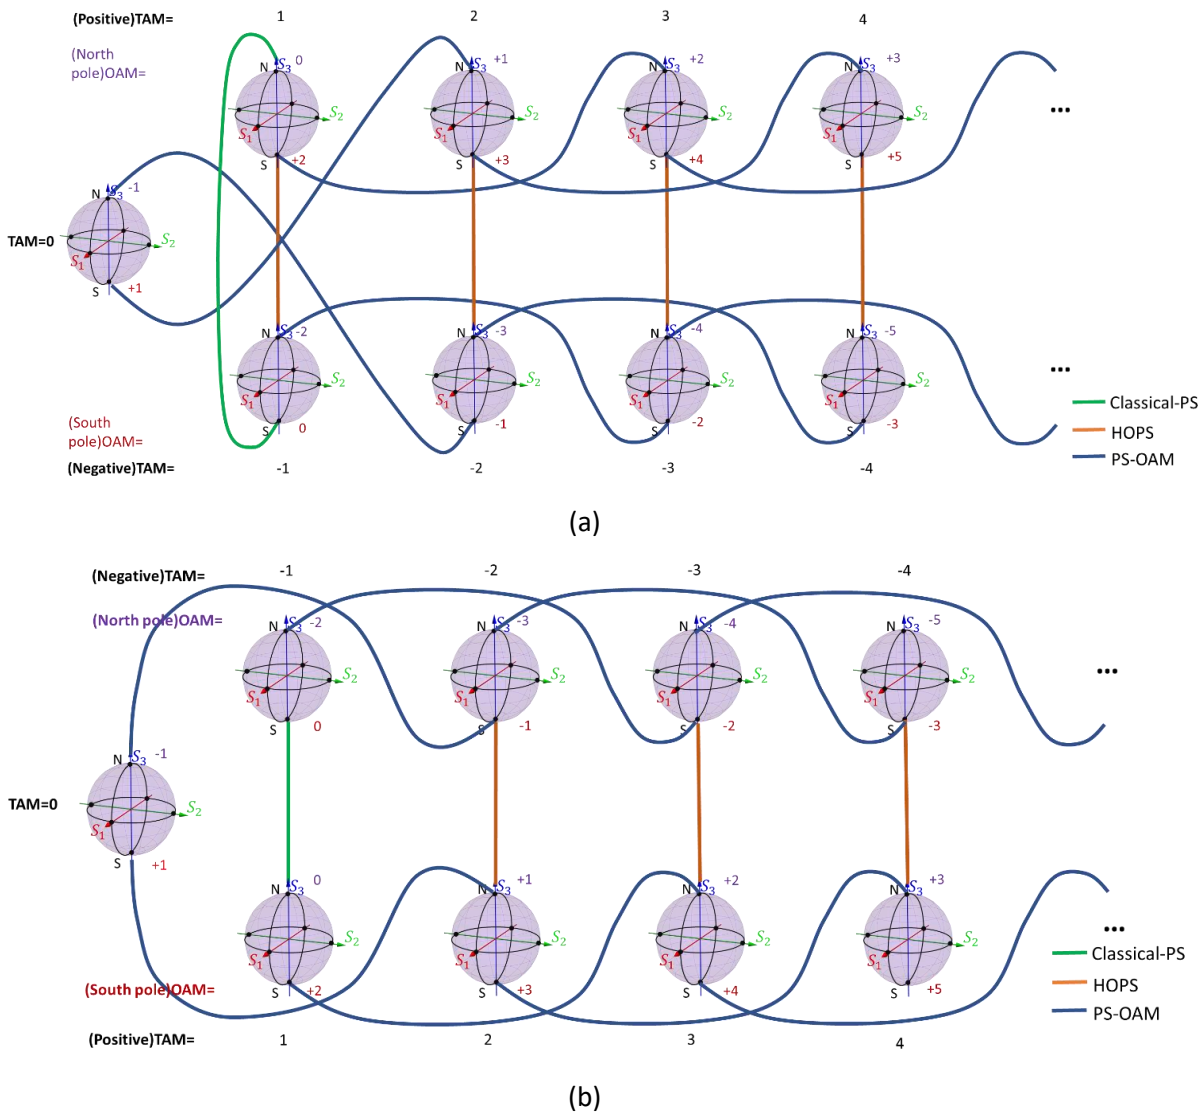 (Positive)TAM= 1 2 3 4
(North
pole)OAM=
0 +1 +2 +3
N S₃ N S₃ N S₃ N S₃
S₂ S₂ S₂ S₂ ...
S₁ S₁ S₁ S₁
S +2 S +3 S +4 S +5
N S₃ -1
TAM=0 S₂
S₁
S +1
N S₃ -2 N S₃ -3 N S₃ -4 N S₃ -5
S₂ S₂ S₂ S₂ ...
S₁ S₁ S₁ S₁
Classical-PS
(South
pole)OAM=
S 0 S -1 S -2 S -3
HOPS
(Negative)TAM= -1 -2 -3 -4
PS-OAM
(a)
(Negative)TAM= -1 -2 -3 -4
(North pole)OAM= -2 -3 -4 -5
N S₃ N S₃ N S₃ N S₃
S₂ S₂ S₂ S₂ ...
S₁ S₁ S₁ S₁
S 0 S -1 S -2 S -3
N S₃ -1
TAM=0 S₂
S₁
S +1
0 +1 +2 +3
N S₃ N S₃ N S₃ N S₃
S₂ S₂ S₂ S₂ ...
S₁ S₁ S₁ S₁
Classical-PS
(South pole)OAM= S +2 S +3 S +4 S +5
HOPS
PS-OAM
(Positive)TAM= 1 2 3 4
(b)